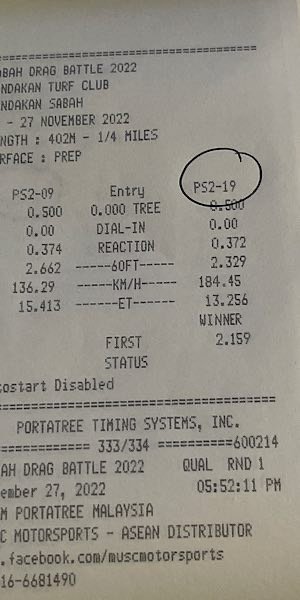 ================================
BAH DRAG BATTLE 2022
NDAKAN TURF CLUB
NDAKAN SABAH
- 27 NOVEMBER 2022
NGTH : 402M - 1/4 MILES
RFACE : PREP
PS2-09 Entry PS2-19
0.500 0.000 TREE 0.500
0.00 DIAL-IN 0.00
0.374 REACTION 0.372
2.662 -----60FT----- 2.329
136.29 -----KM/H----- 184.45
15.413 ------ET------ 13.256
WINNER
FIRST 2.159
STATUS
tostart Disabled
================================
PORTATREE TIMING SYSTEMS, INC.
========== 333/334 ==========600214
AH DRAG BATTLE 2022 QUAL RND 1
ember 27, 2022 05:52:11 PM
M PORTATREE MALAYSIA
C MOTORSPORTS - ASEAN DISTRIBUTOR
.facebook.com/muscmotorsports
16-6681490